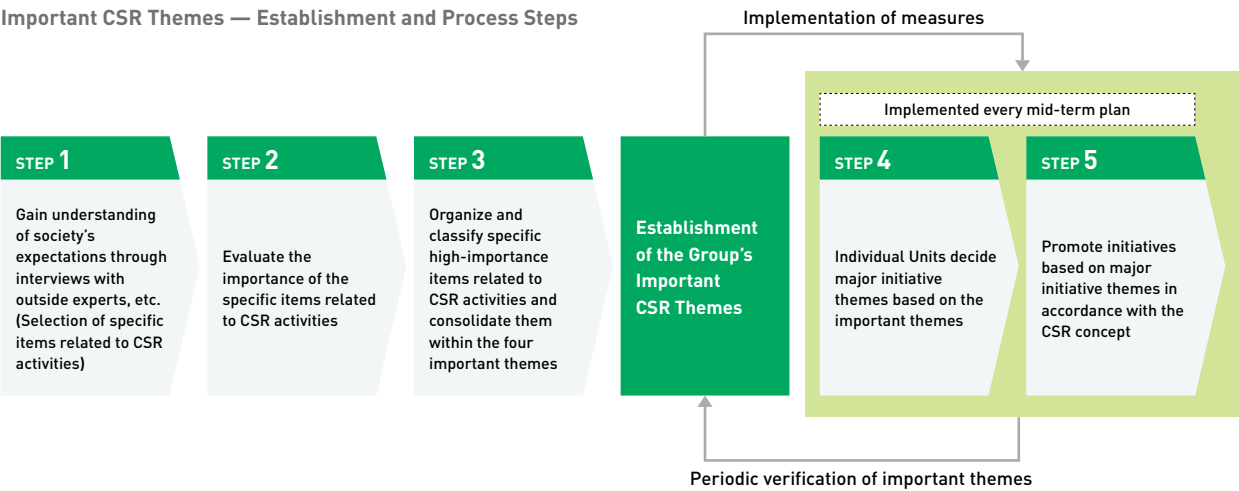 Important CSR Themes — Establishment and Process Steps
Implementation of measures
Implemented every mid-term plan
STEP 1
Gain understanding
of society’s
expectations through
interviews with
outside experts, etc.
(Selection of specific
items related to CSR
activities)
STEP 2
Evaluate the
importance of the
specific items related
to CSR activities
STEP 3
Organize and
classify specific
high-importance
items related to
CSR activities and
consolidate them
within the four
important themes
Establishment
of the Group’s
Important
CSR Themes
STEP 4
Individual Units decide
major initiative
themes based on the
important themes
STEP 5
Promote initiatives
based on major
initiative themes in
accordance with the
CSR concept
Periodic verification of important themes